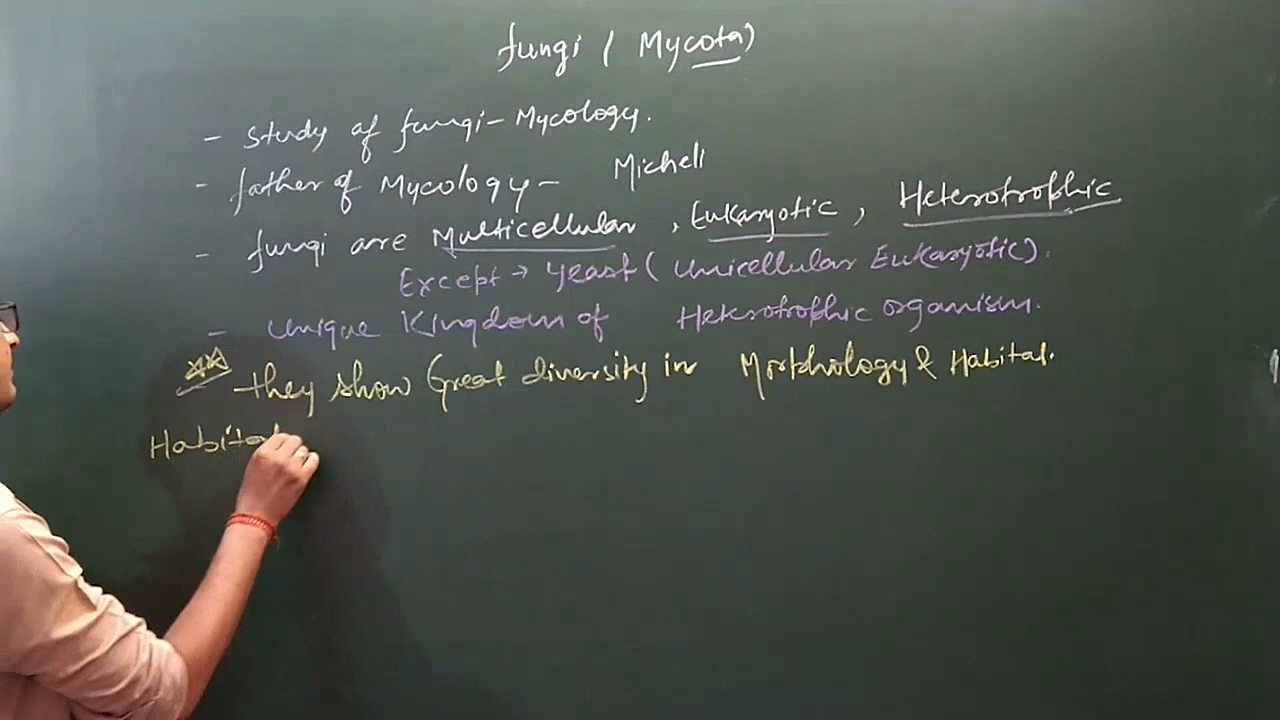 fungi (Mycota)
- study of fungi - Mycology.
- father of Mycology - Micheli
- fungi are Multicellular, Eukaryotic, Heterotrophic
Except → yeast (Unicellular Eukaryotic).
- Unique Kingdom of Heterotrophic organism.
They show Great diversity in Morphology & Habitat.
Habitat